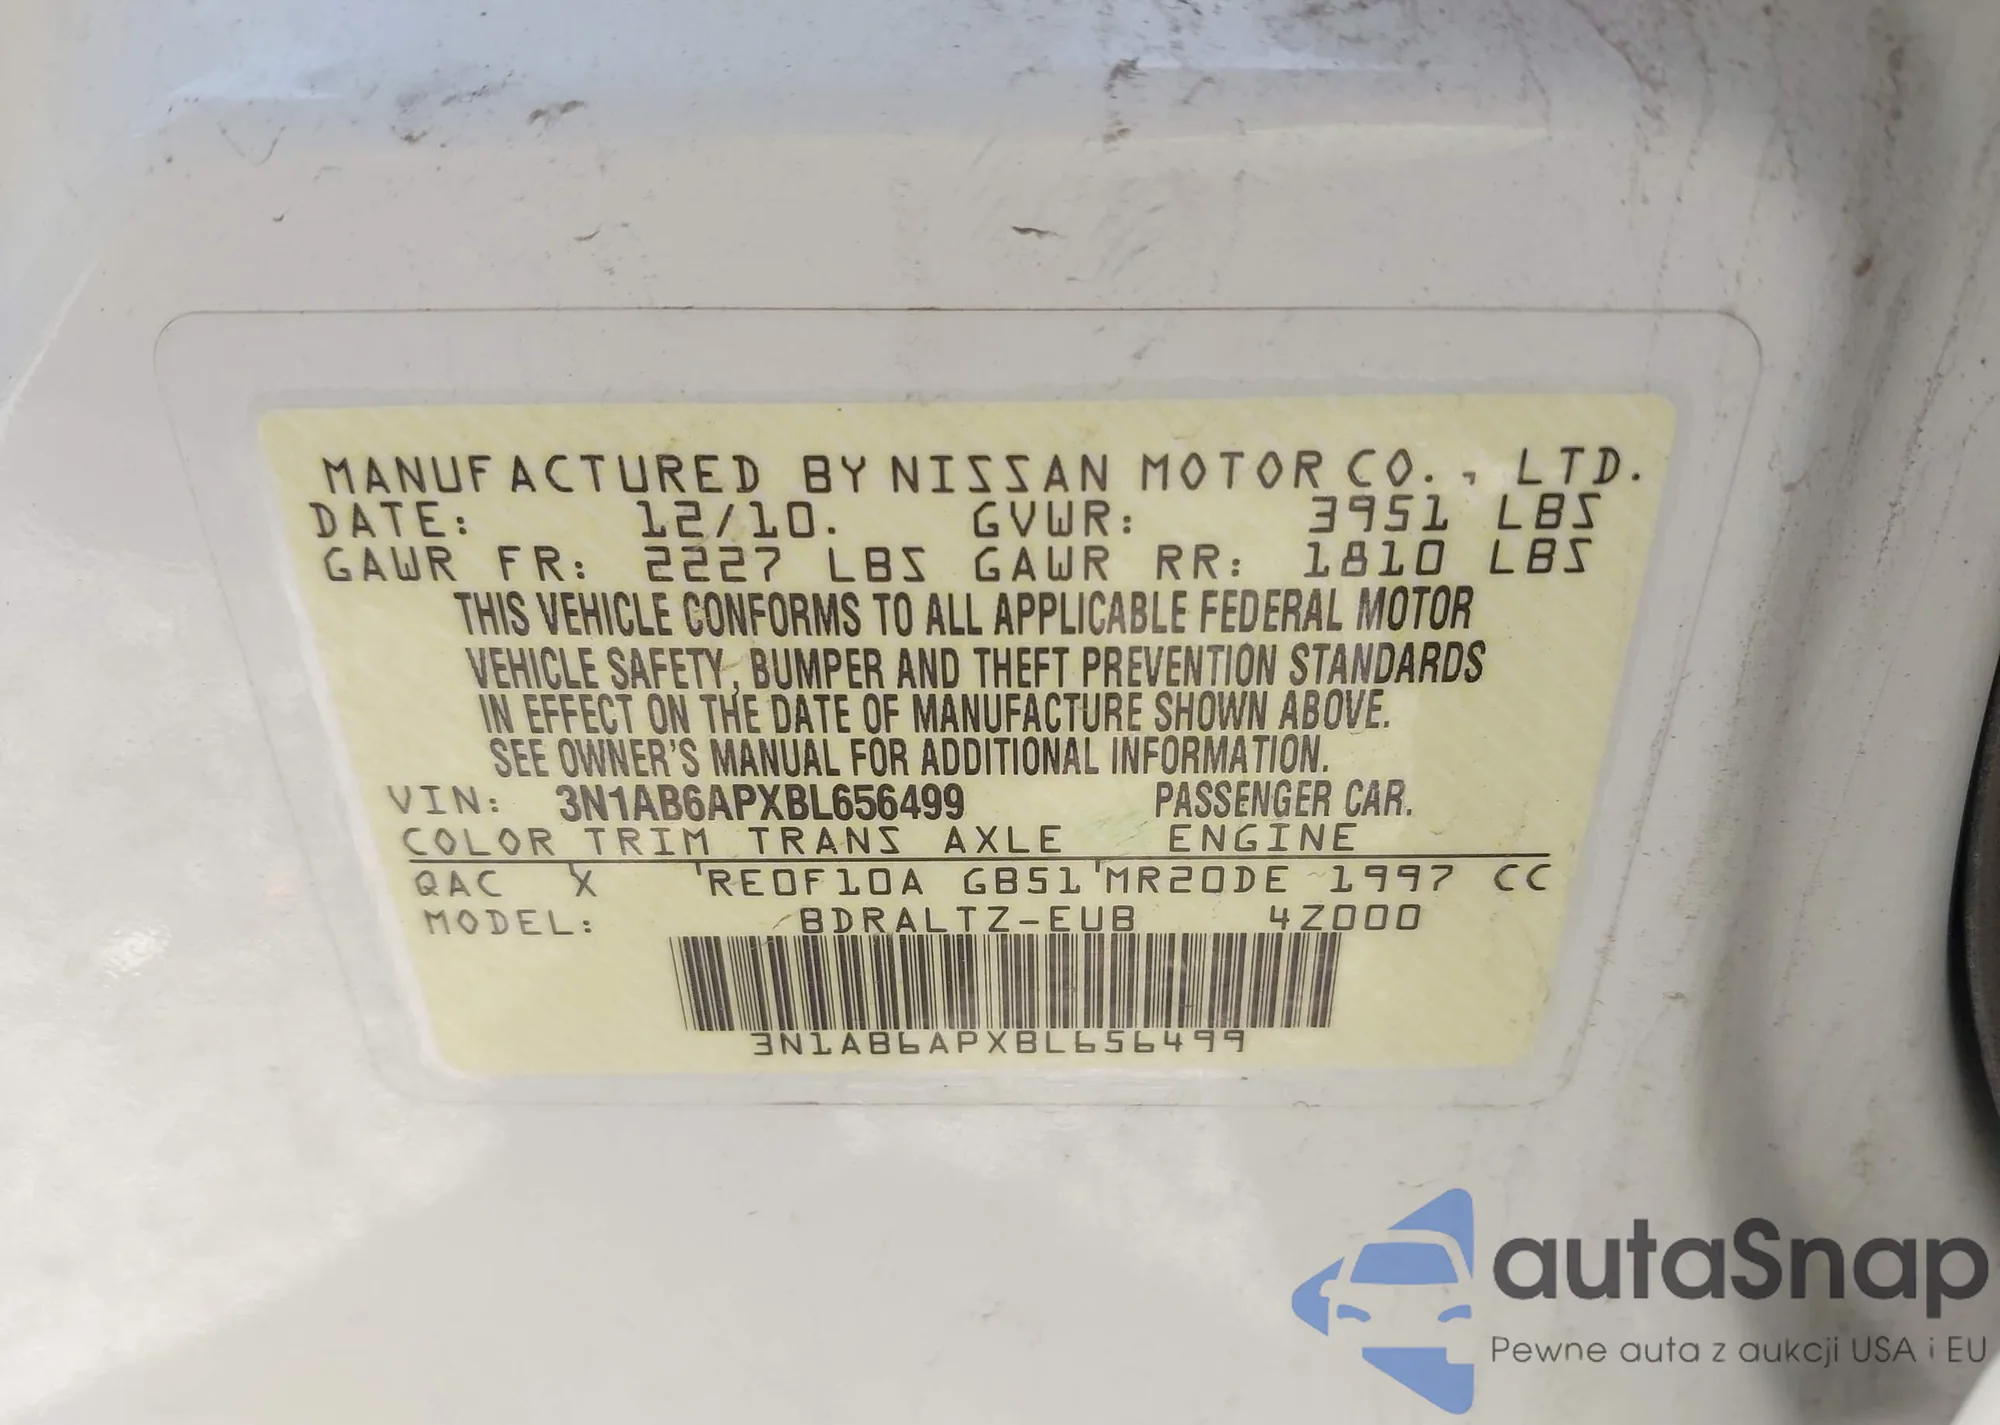 MANUFACTURED BY NISSAN MOTOR CO., LTD.
DATE: 12/10. GVWR: 3951 LBS
GAWR FR: 2227 LBS GAWR RR: 1810 LBS
THIS VEHICLE CONFORMS TO ALL APPLICABLE FEDERAL MOTOR
VEHICLE SAFETY, BUMPER AND THEFT PREVENTION STANDARDS
IN EFFECT ON THE DATE OF MANUFACTURE SHOWN ABOVE.
SEE OWNER'S MANUAL FOR ADDITIONAL INFORMATION.
VIN: 3N1AB6APXBL656499 PASSENGER CAR.
COLOR TRIM TRANS AXLE ENGINE
QAC X 'RE0F10A GB51'MR20DE 1997 CC
MODEL: BDRALTZ-EUB 4Z000
3N1AB6APXBL656499
autaSnap
Pewne auta z aukcji USA i EU